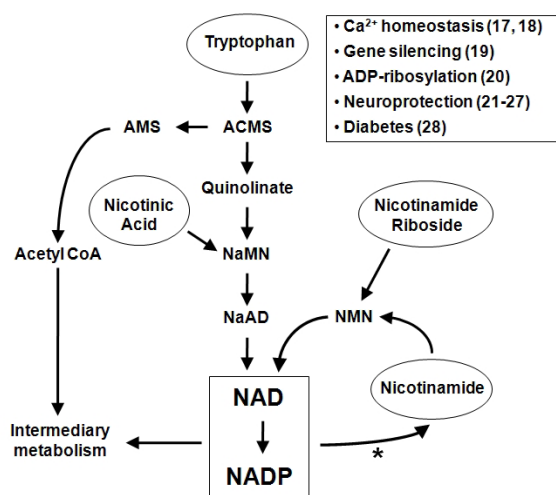 Tryptophan
• Ca²⁺ homeostasis (17, 18)
• Gene silencing (19)
• ADP-ribosylation (20)
• Neuroprotection (21-27)
• Diabetes (28)
AMS
ACMS
Quinolinate
Nicotinic
Acid
Nicotinamide
Riboside
Acetyl CoA
NaMN
NaAD
NMN
NAD
Nicotinamide
Intermediary
metabolism
NADP
*